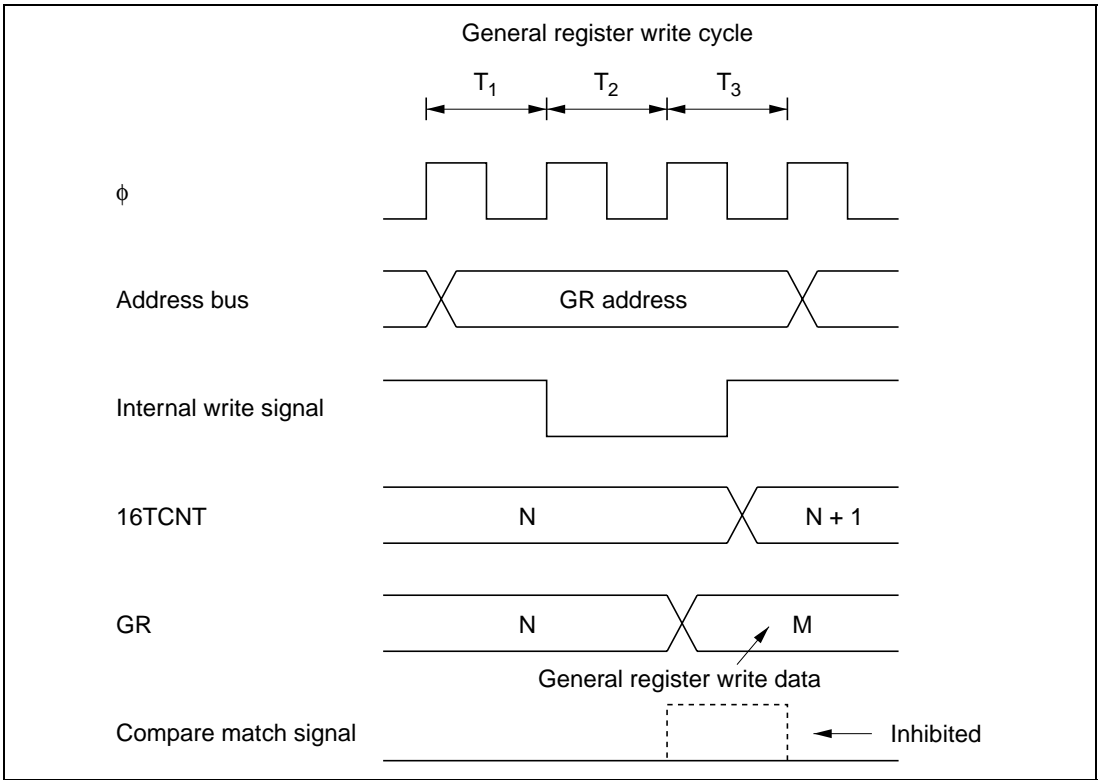 General register write cycle
T1 T2 T3
φ
Address bus GR address
Internal write signal
16TCNT N N + 1
GR N M
General register write data
Compare match signal Inhibited